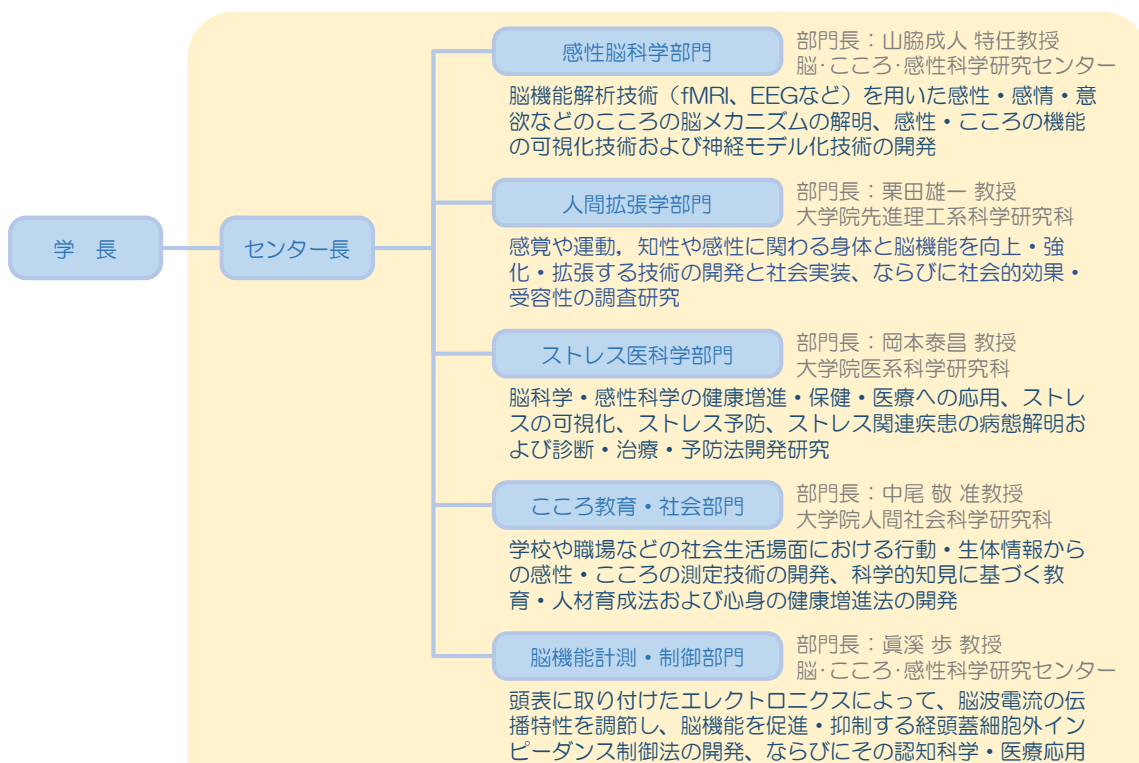 学 長
センター長
感性脳科学部門
部門長：山脇成人 特任教授
脳･こころ･感性科学研究センター
脳機能解析技術（fMRI、EEGなど）を用いた感性・感情・意
欲などのこころの脳メカニズムの解明、感性・こころの機能
の可視化技術および神経モデル化技術の開発
人間拡張学部門
部門長：栗田雄一 教授
大学院先進理工系科学研究科
感覚や運動，知性や感性に関わる身体と脳機能を向上・強
化・拡張する技術の開発と社会実装、ならびに社会的効果・
受容性の調査研究
ストレス医科学部門
部門長：岡本泰昌 教授
大学院医系科学研究科
脳科学・感性科学の健康増進・保健・医療への応用、ストレ
スの可視化、ストレス予防、ストレス関連疾患の病態解明お
よび診断・治療・予防法開発研究
こころ教育・社会部門
部門長：中尾 敬 准教授
大学院人間社会科学研究科
学校や職場などの社会生活場面における行動・生体情報から
の感性・こころの測定技術の開発、科学的知見に基づく教
育・人材育成法および心身の健康増進法の開発
脳機能計測・制御部門
部門長：眞溪 歩 教授
脳･こころ･感性科学研究センター
頭表に取り付けたエレクトロニクスによって、脳波電流の伝
播特性を調節し、脳機能を促進・抑制する経頭蓋細胞外イン
ピーダンス制御法の開発、ならびにその認知科学・医療応用